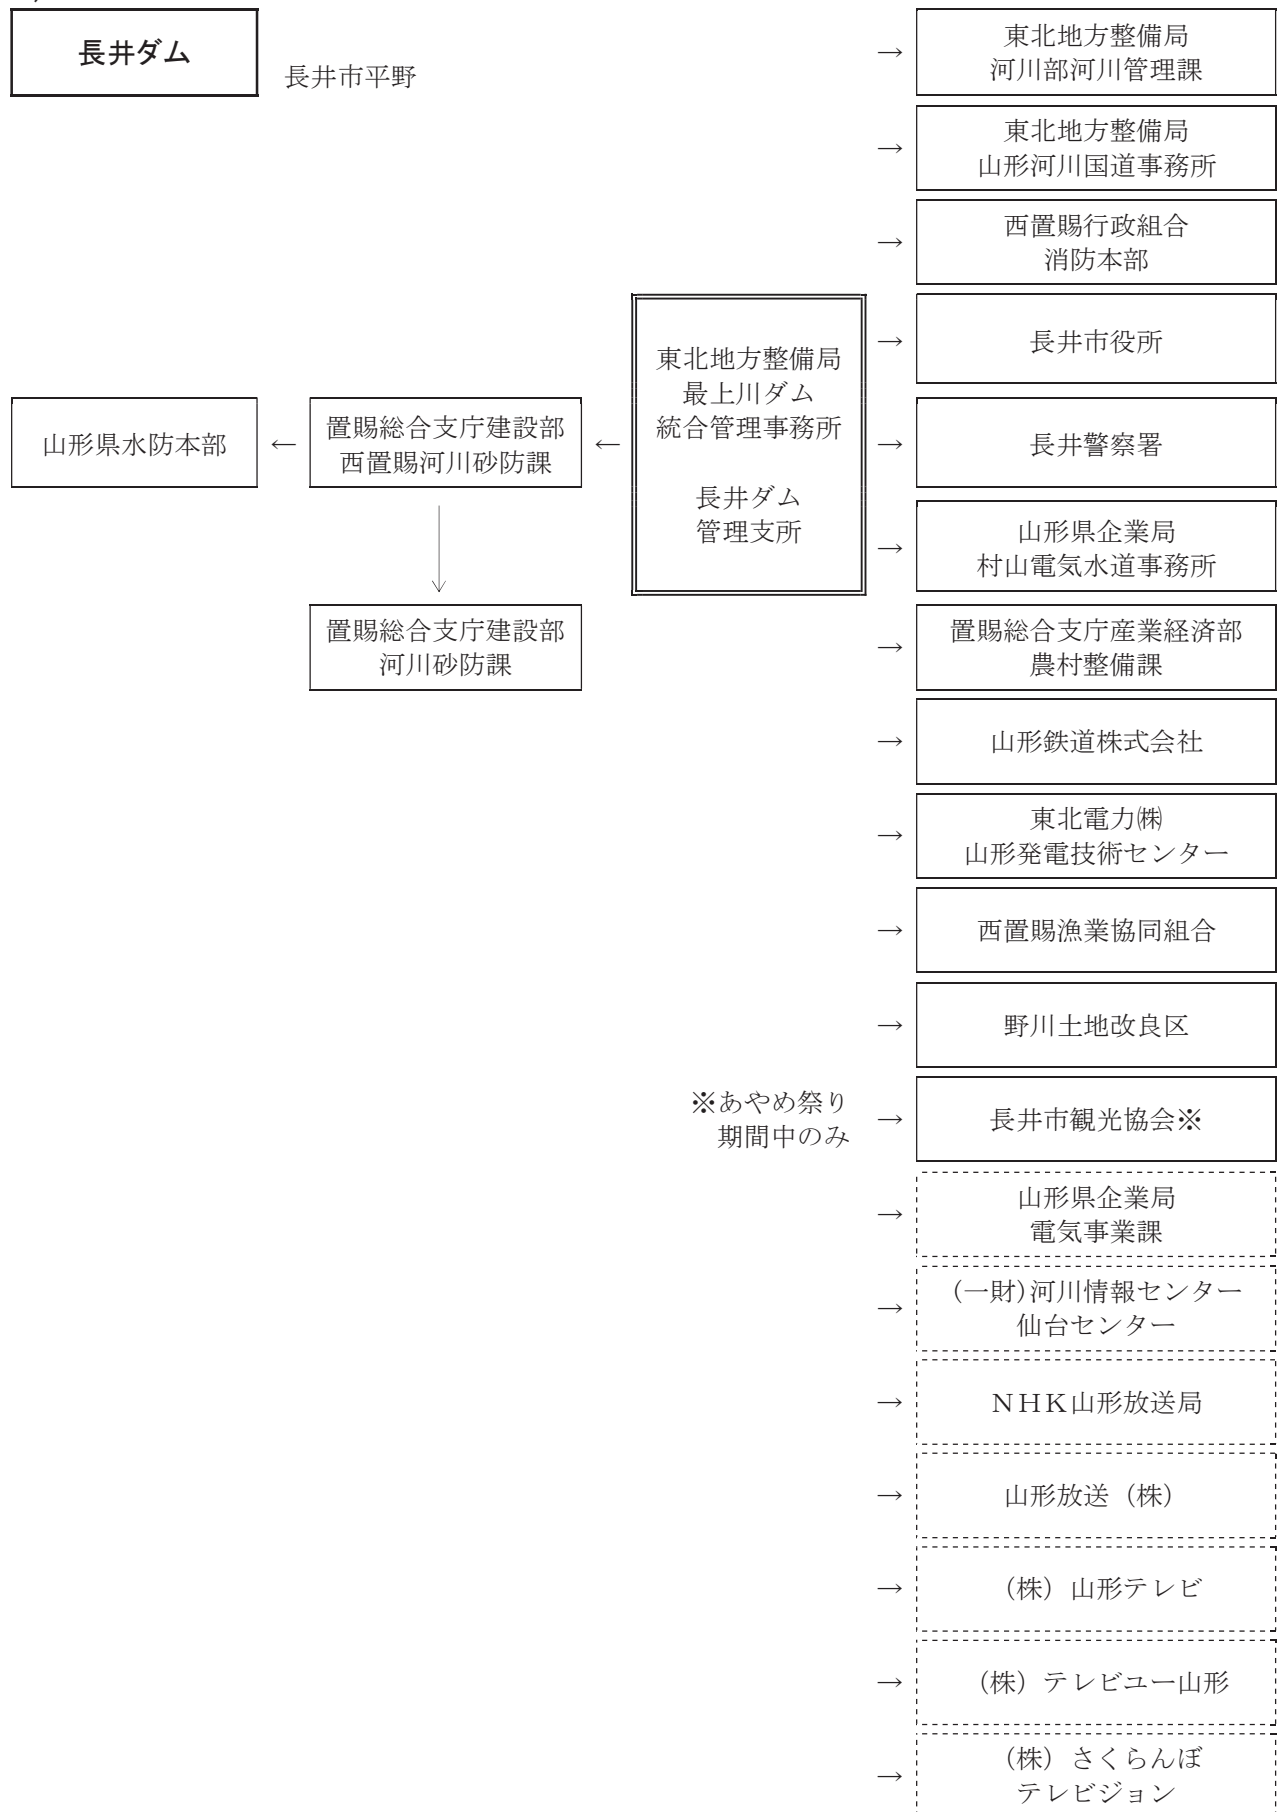 長井ダム
長井市平野
→
東北地方整備局
河川部河川管理課
→
東北地方整備局
山形河川国道事務所
→
西置賜行政組合
消防本部
→
長井市役所
東北地方整備局
最上川ダム
統合管理事務所
長井ダム
管理支所
山形県水防本部
←
置賜総合支庁建設部
西置賜河川砂防課
←
→
長井警察署
→
山形県企業局
村山電気水道事務所
置賜総合支庁建設部
河川砂防課
→
置賜総合支庁産業経済部
農村整備課
→
山形鉄道株式会社
→
東北電力㈱
山形発電技術センター
→
西置賜漁業協同組合
→
野川土地改良区
※あやめ祭り
期間中のみ
→
長井市観光協会※
→
山形県企業局
電気事業課
→
(一財)河川情報センター
仙台センター
→
ＮＨＫ山形放送局
→
山形放送（株）
→
（株）山形テレビ
→
（株）テレビユー山形
→
（株）さくらんぼ
テレビジョン